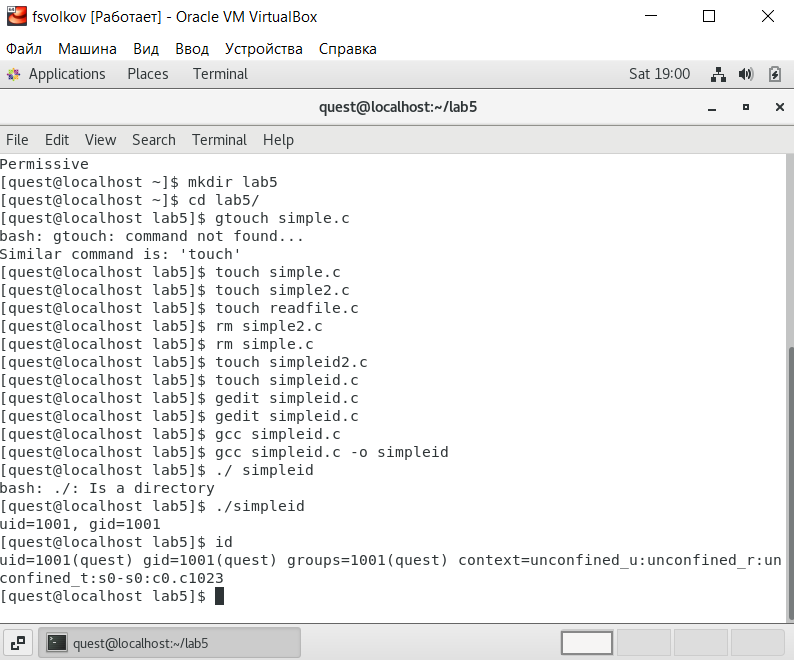 fsvolkov [Работает] - Oracle VM VirtualBox
Файл Машина Вид Ввод Устройства Справка
Applications Places Terminal Sat 19:00
quest@localhost:~/lab5
File Edit View Search Terminal Help
Permissive
[quest@localhost ~]$ mkdir lab5
[quest@localhost ~]$ cd lab5/
[quest@localhost lab5]$ gtouch simple.c
bash: gtouch: command not found...
Similar command is: 'touch'
[quest@localhost lab5]$ touch simple.c
[quest@localhost lab5]$ touch simple2.c
[quest@localhost lab5]$ touch readfile.c
[quest@localhost lab5]$ rm simple2.c
[quest@localhost lab5]$ rm simple.c
[quest@localhost lab5]$ touch simpleid2.c
[quest@localhost lab5]$ touch simpleid.c
[quest@localhost lab5]$ gedit simpleid.c
[quest@localhost lab5]$ gedit simpleid.c
[quest@localhost lab5]$ gcc simpleid.c
[quest@localhost lab5]$ gcc simpleid.c -o simpleid
[quest@localhost lab5]$ ./ simpleid
bash: ./: Is a directory
[quest@localhost lab5]$ ./simpleid
uid=1001, gid=1001
[quest@localhost lab5]$ id
uid=1001(quest) gid=1001(quest) groups=1001(quest) context=unconfined_u:unconfined_r:un
confined_t:s0-s0:c0.c1023
[quest@localhost lab5]$
quest@localhost:~/lab5